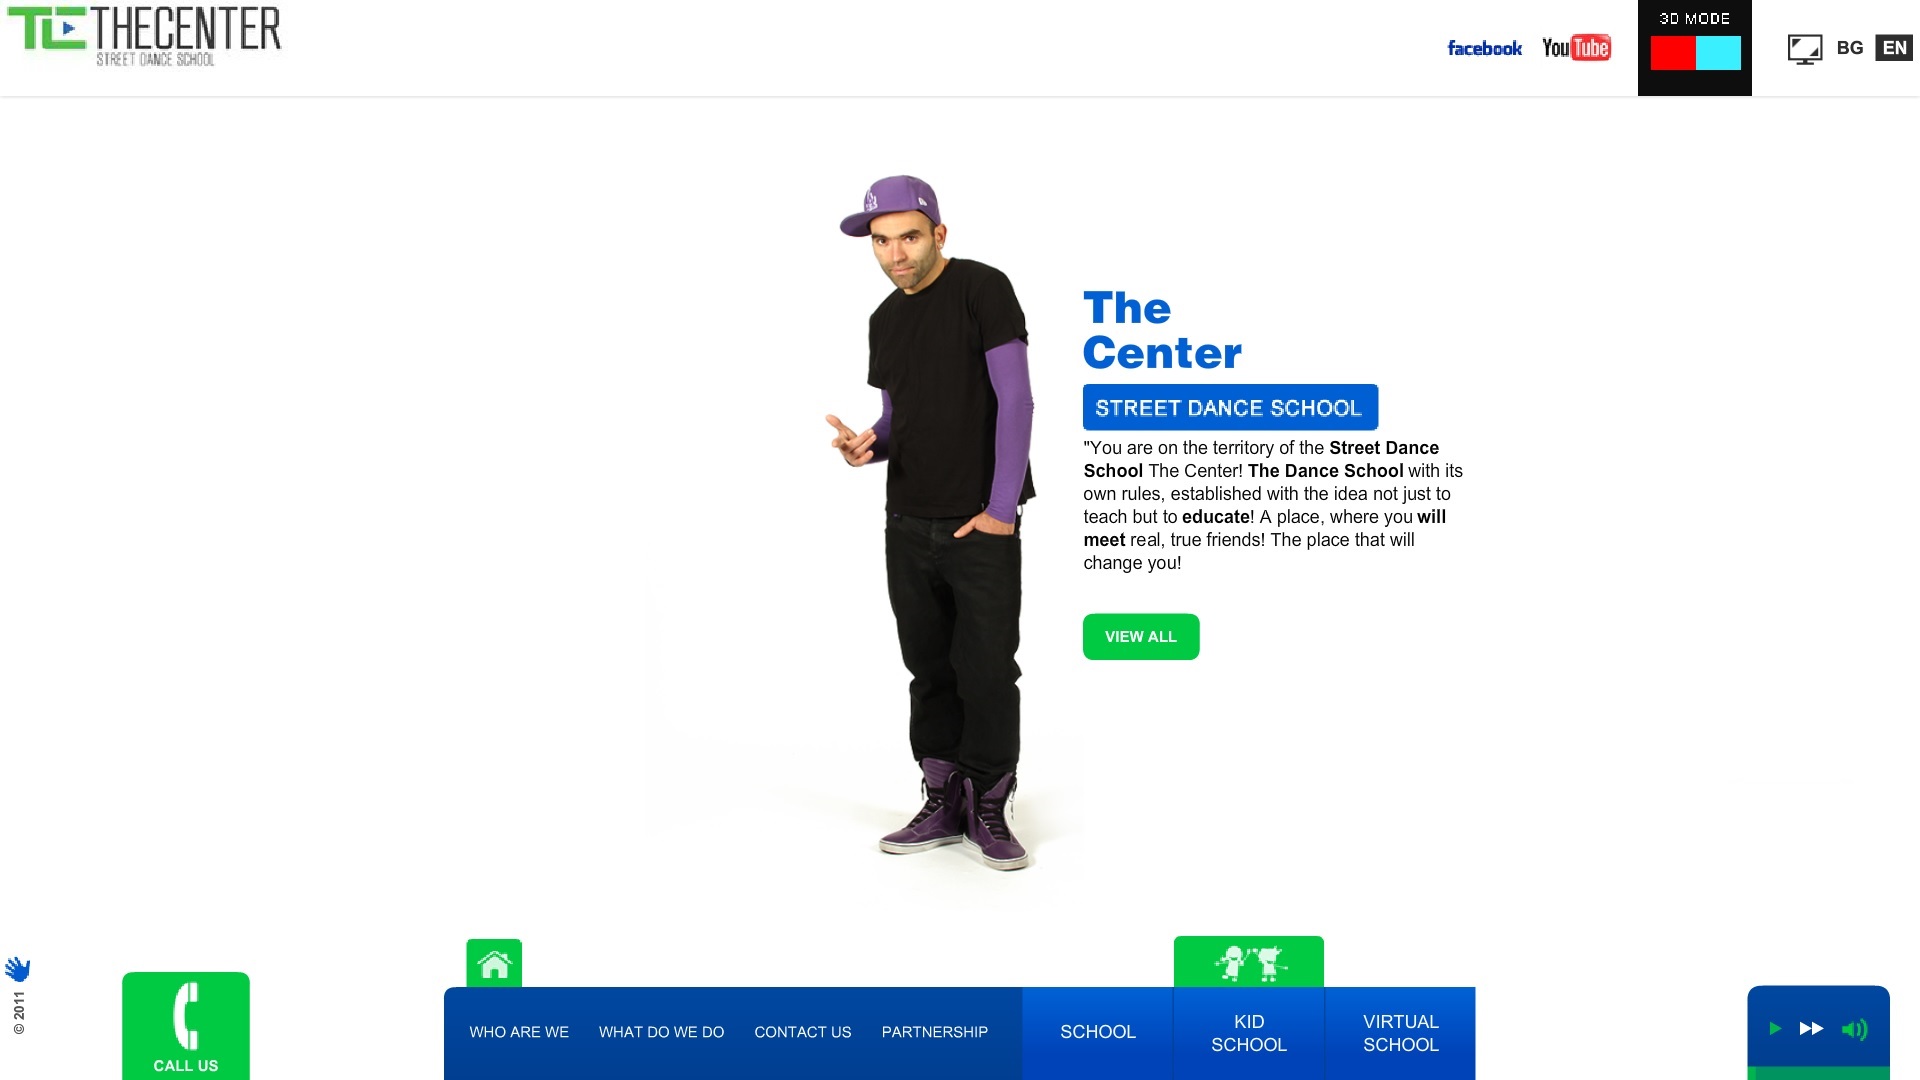 THECENTER
STREET DANCE SCHOOL
facebook
YouTube
3D MODE
BG
EN
The
Center
STREET DANCE SCHOOL
"You are on the territory of the Street Dance
School The Center! The Dance School with its
own rules, established with the idea not just to
teach but to educate! A place, where you will
meet real, true friends! The place that will
change you!
VIEW ALL
© 2011
CALL US
WHO ARE WE
WHAT DO WE DO
CONTACT US
PARTNERSHIP
SCHOOL
KID
SCHOOL
VIRTUAL
SCHOOL